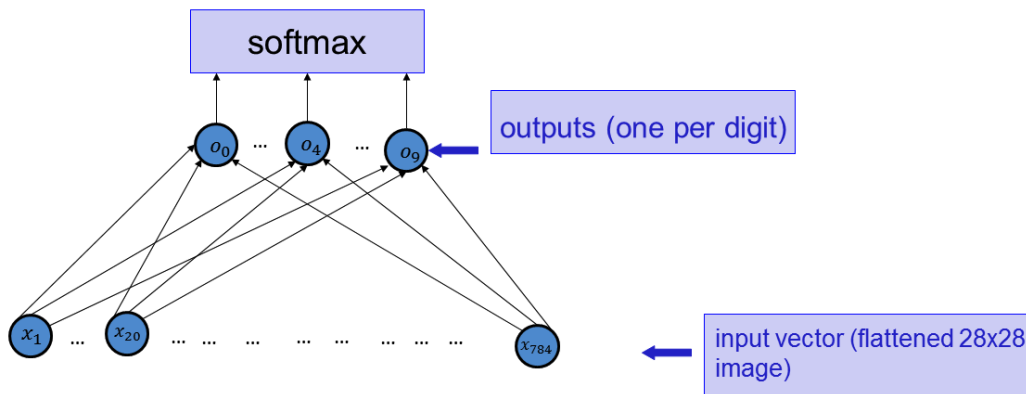 softmax
o₀ ... o₄ ... o₉
outputs (one per digit)
x₁ ... x₂₀ ... ... ... ... ... ... ... ... x₇₈₄
input vector (flattened 28x28
image)